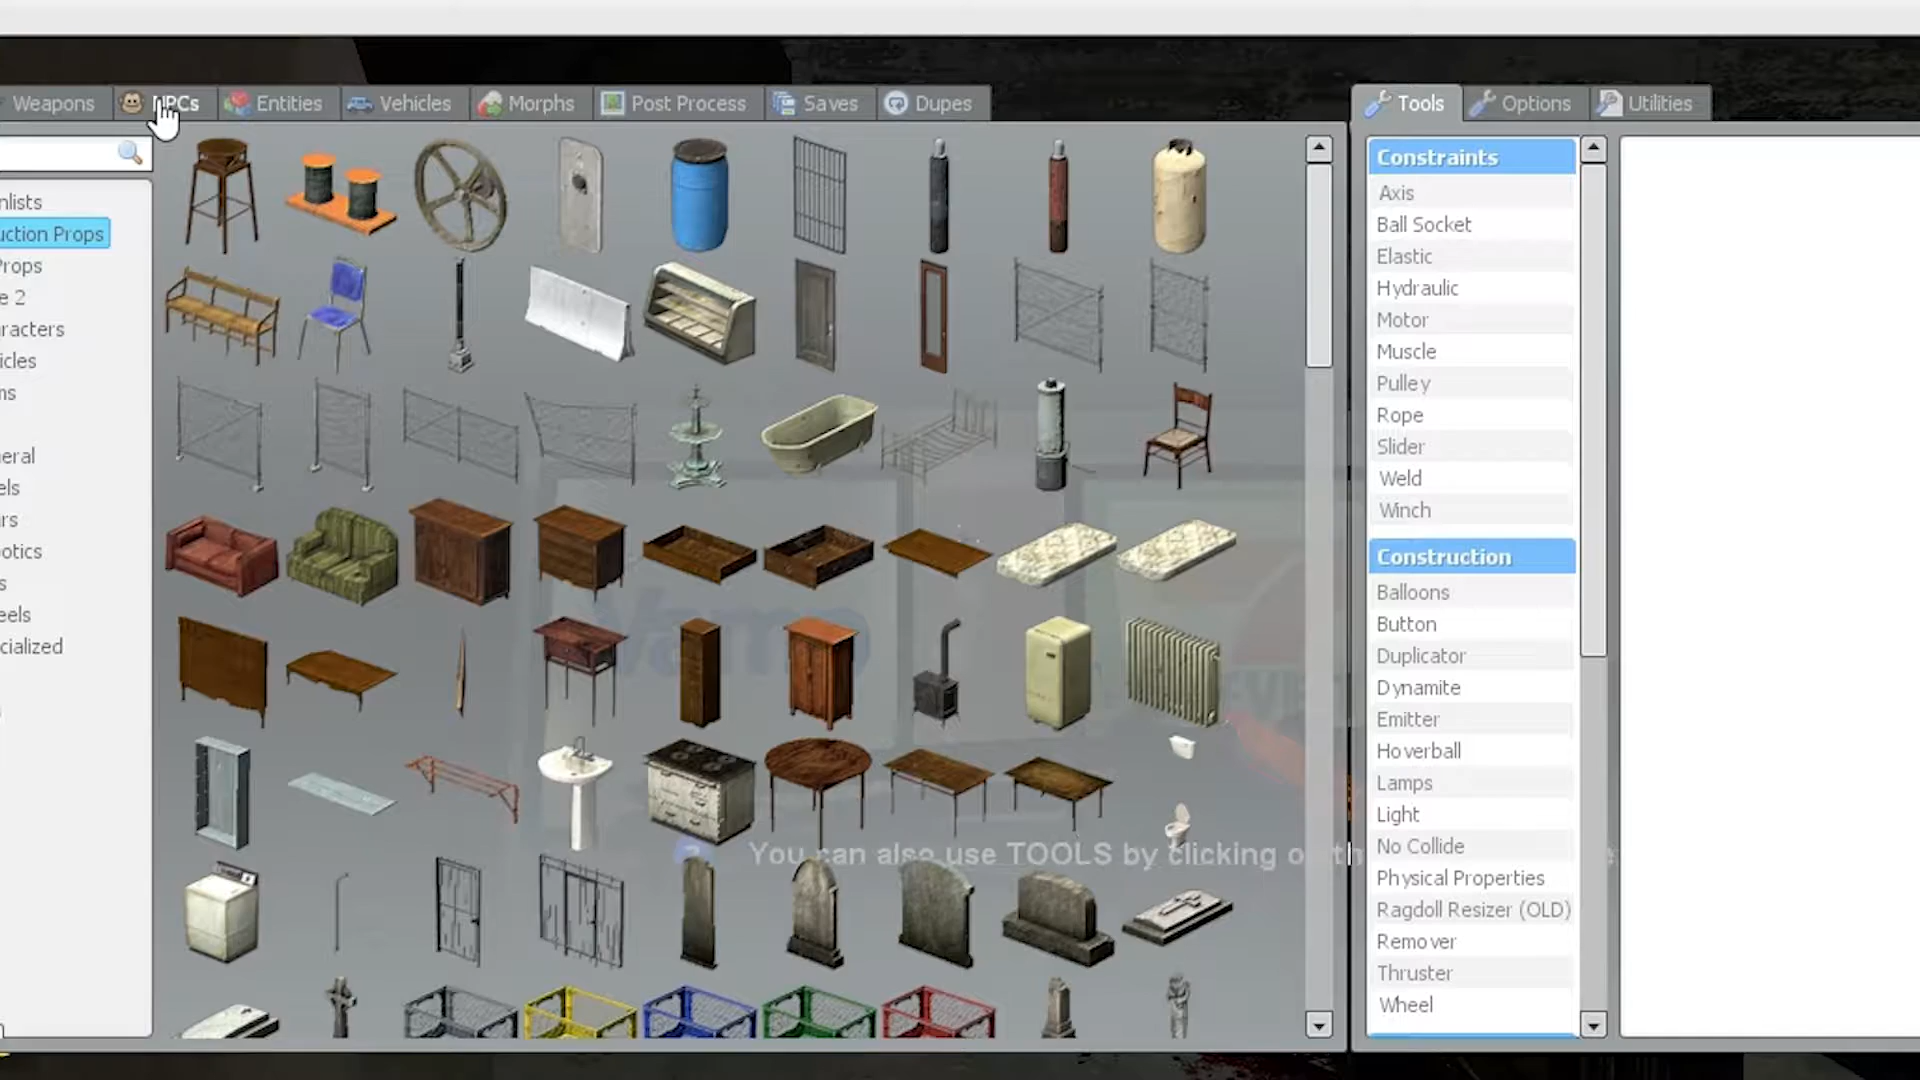 Weapons
NPCs
Entities
Vehicles
Morphs
Post Process
Saves
Dupes
Tools
Options
Utilities
nlists
uction Props
Props
e 2
racters
icles
ns
eral
els
rs
otics
s
eels
cialized
Constraints
Axis
Ball Socket
Elastic
Hydraulic
Motor
Muscle
Pulley
Rope
Slider
Weld
Winch
Construction
Balloons
Button
Duplicator
Dynamite
Emitter
Hoverball
Lamps
Light
No Collide
Physical Properties
Ragdoll Resizer (OLD)
Remover
Thruster
Wheel
You can also use TOOLS by clicking o th